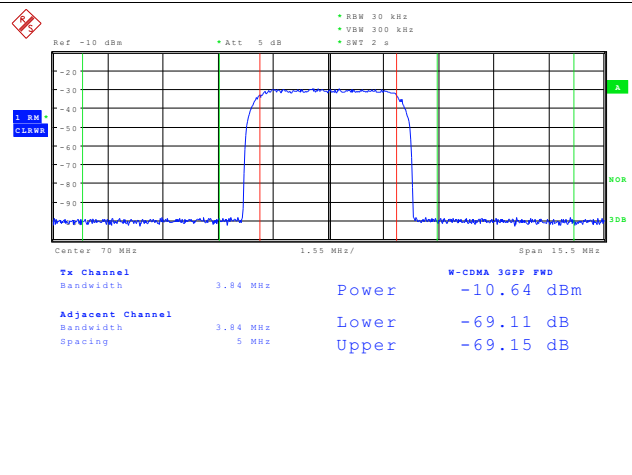 R S
* RBW 30 kHz
* VBW 300 kHz
Ref -10 dBm * Att 5 dB * SWT 2 s
-20
-30
A
-40
1 RM *
CLRWR
-50
-60
-70
-80
NOR
-90
3DB
Center 70 MHz 1.55 MHz/ Span 15.5 MHz
Tx Channel W-CDMA 3GPP FWD
Bandwidth 3.84 MHz Power -10.64 dBm
Adjacent Channel
Bandwidth 3.84 MHz Lower -69.11 dB
Spacing 5 MHz Upper -69.15 dB